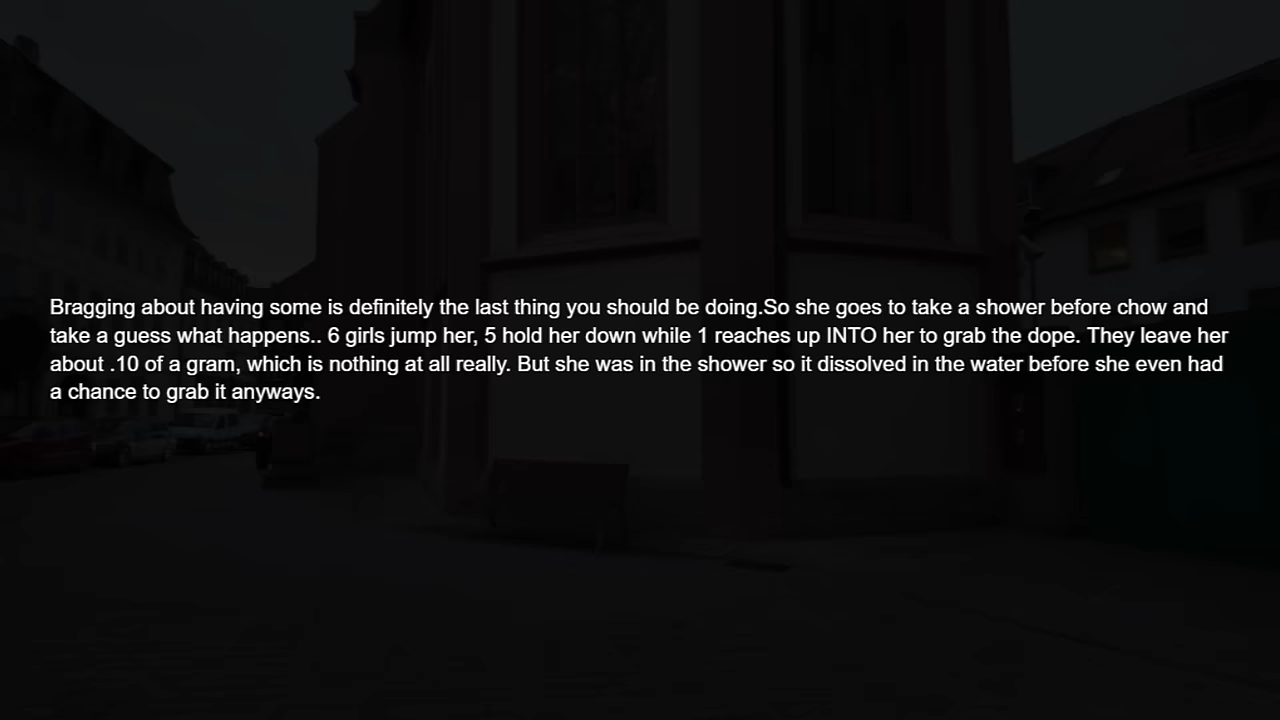 Bragging about having some is definitely the last thing you should be doing.So she goes to take a shower before chow and
take a guess what happens.. 6 girls jump her, 5 hold her down while 1 reaches up INTO her to grab the dope. They leave her
about .10 of a gram, which is nothing at all really. But she was in the shower so it dissolved in the water before she even had
a chance to grab it anyways.